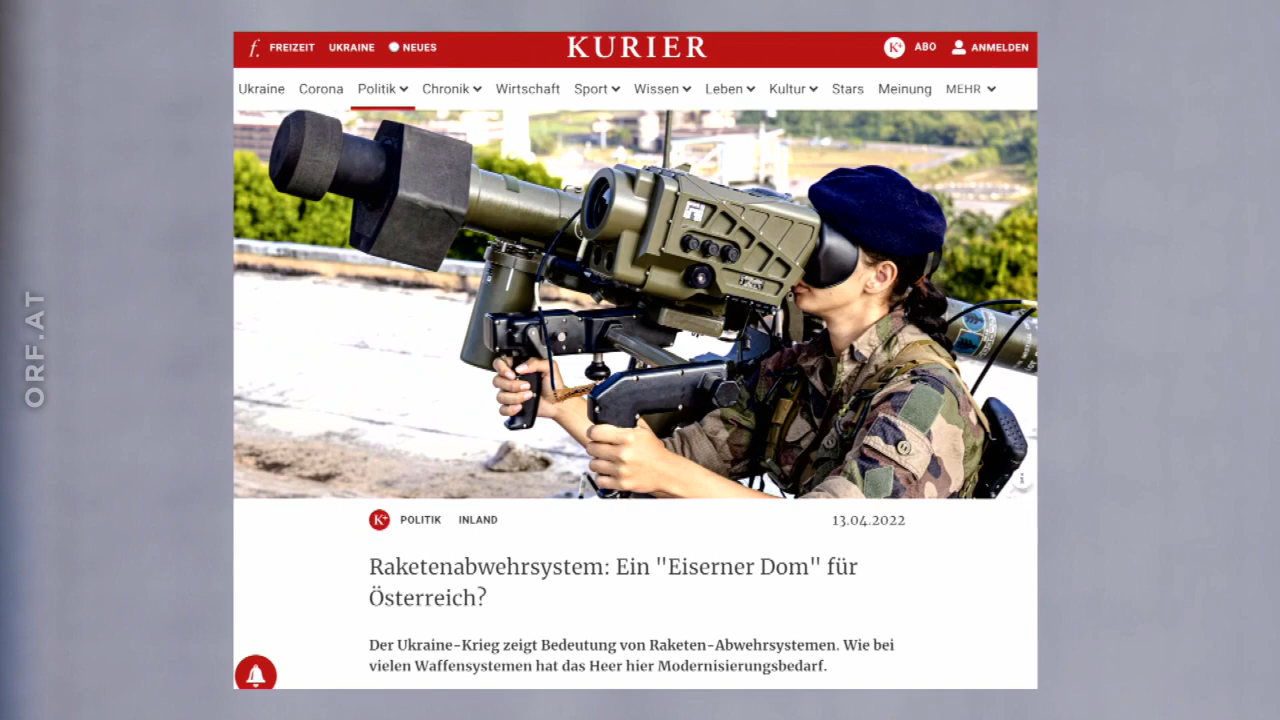 f. FREIZEIT UKRAINE NEUES
KURIER
K+ ABO ANMELDEN
Ukraine Corona Politik Chronik Wirtschaft Sport Wissen Leben Kultur Stars Meinung MEHR
ORF.AT
i
K+ POLITIK INLAND 13.04.2022
Raketenabwehrsystem: Ein "Eiserner Dom" für
Österreich?
Der Ukraine-Krieg zeigt Bedeutung von Raketen-Abwehrsystemen. Wie bei
vielen Waffensystemen hat das Heer hier Modernisierungsbedarf.